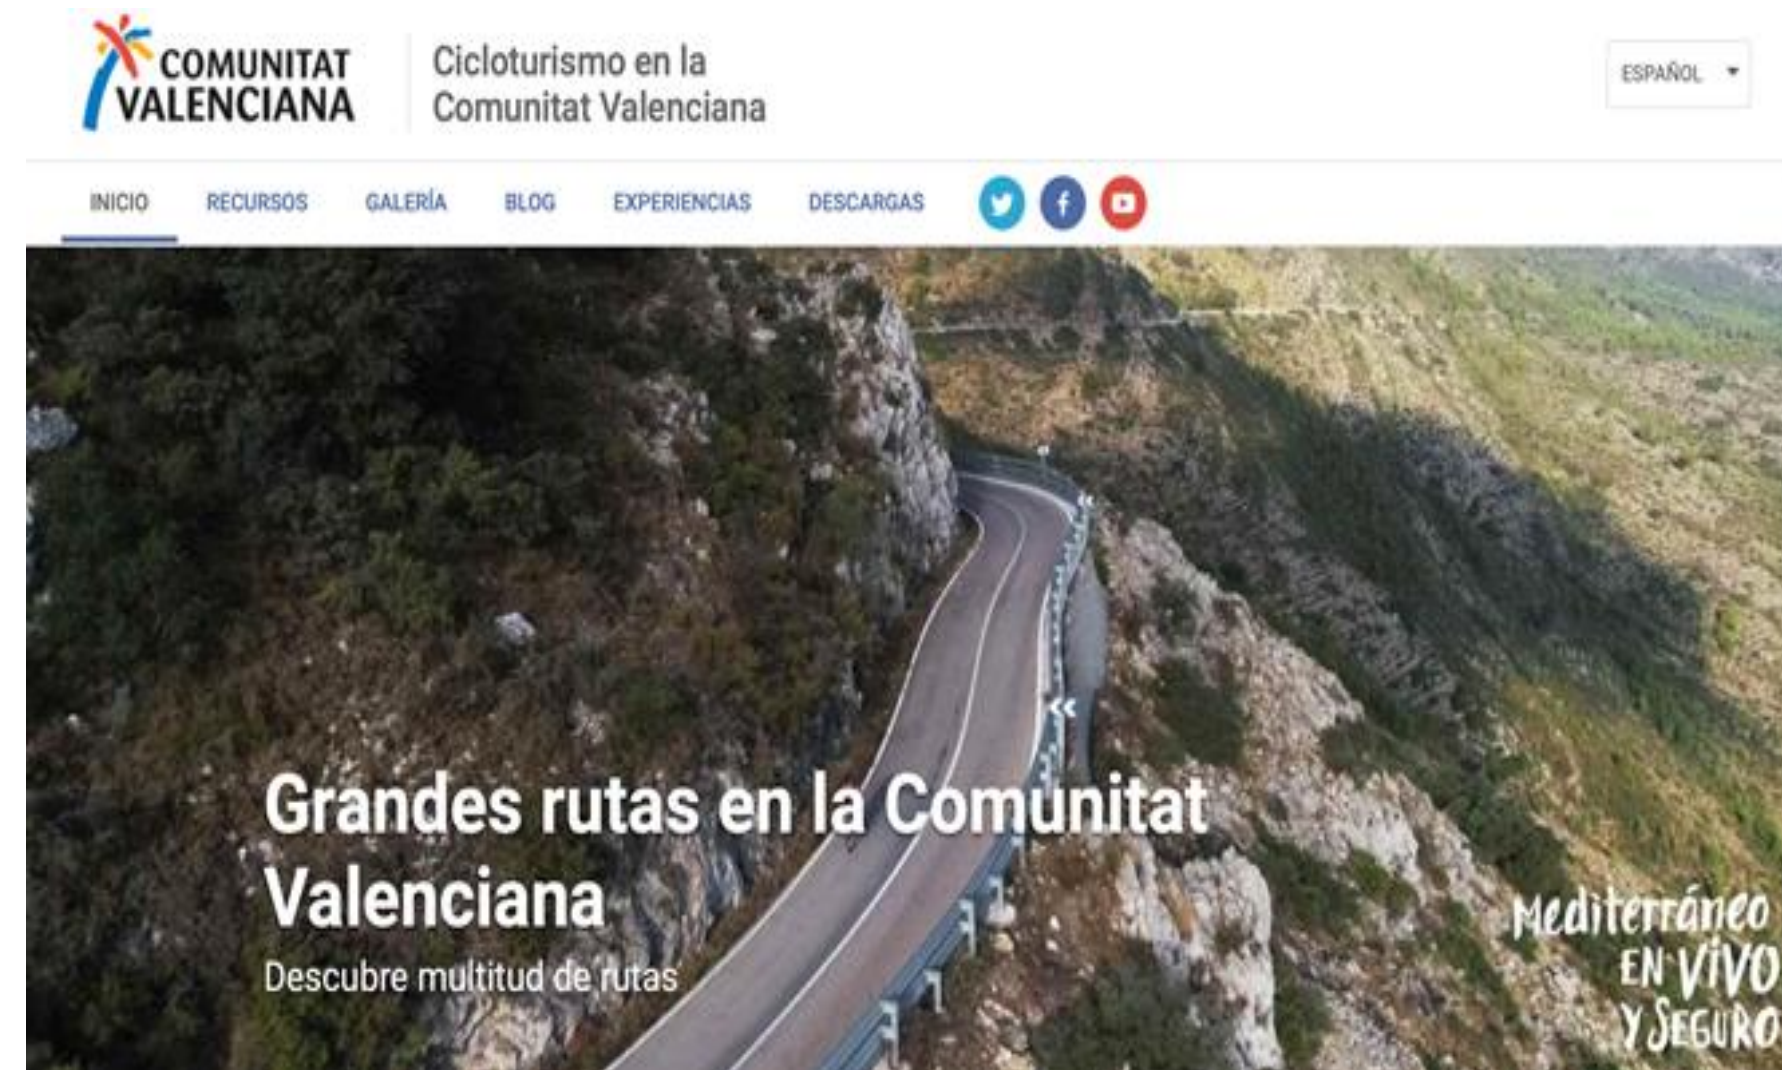 COMUNITAT
VALENCIANA
Cicloturismo en la
Comunitat Valenciana
ESPAÑOL
INICIO
RECURSOS
GALERÍA
BLOG
EXPERIENCIAS
DESCARGAS
Grandes rutas en la Comunitat
Valenciana
Descubre multitud de rutas
Mediterráneo
EN VIVO
Y SEGURO